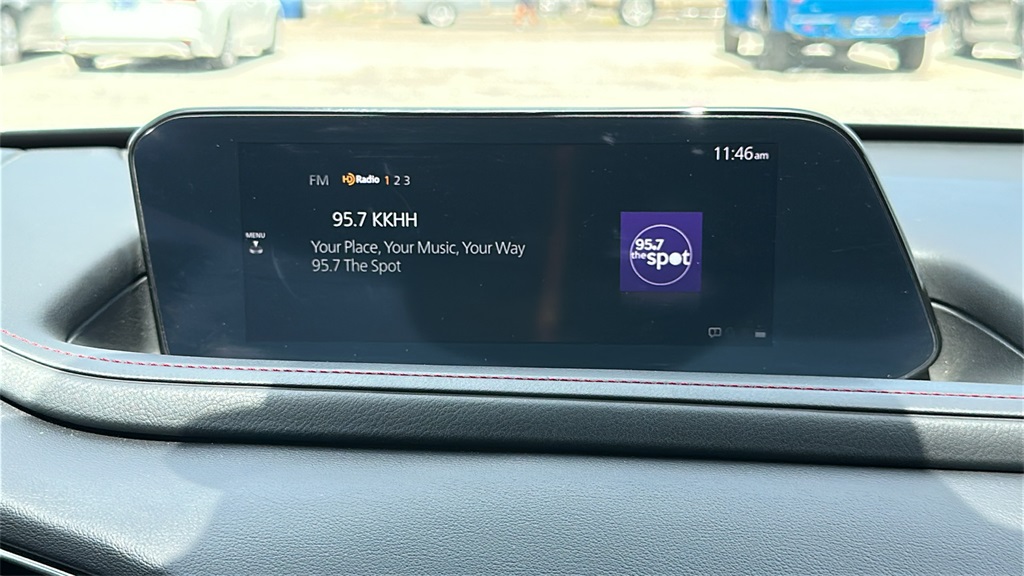 11:46am
FM HD Radio 1 2 3
95.7 KKHH
MENU
Your Place, Your Music, Your Way
95.7 The Spot
95.7
the spot